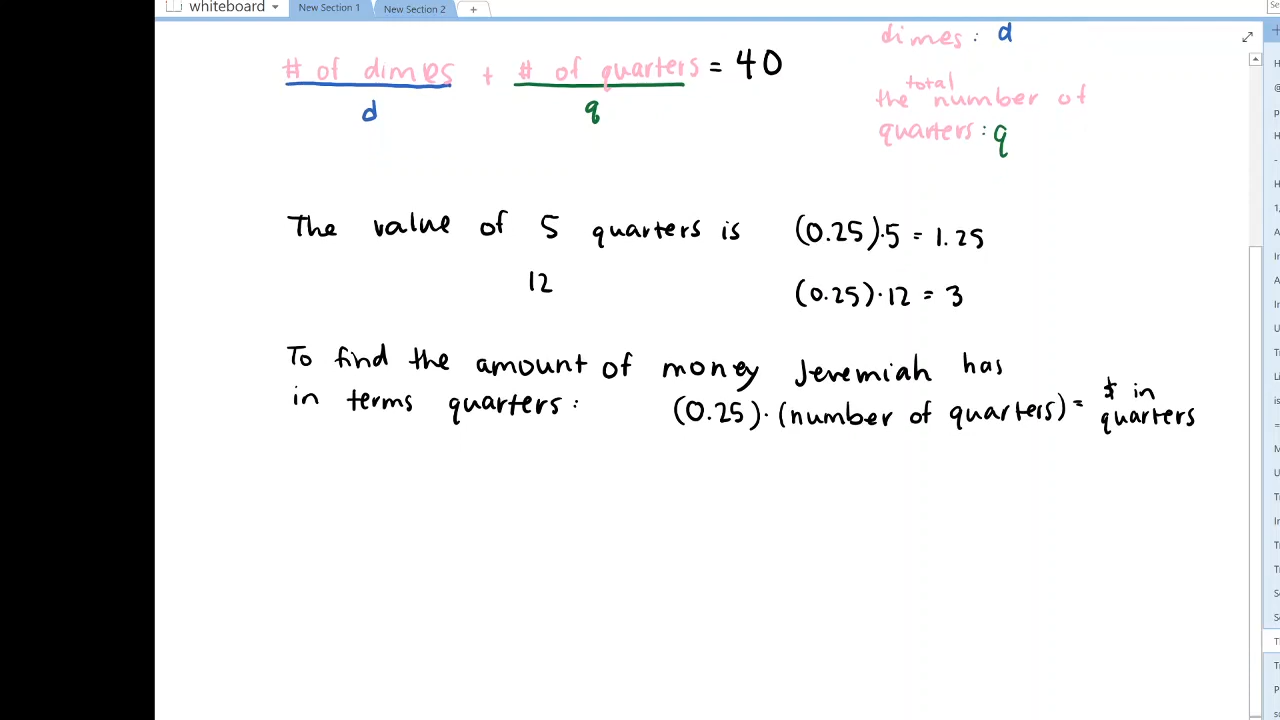 whiteboard
New Section 1
New Section 2
+
dimes : d
# of dimes + # of quarters = 40
d
q
total
the number of
quarters : q
The value of 5 quarters is (0.25)·5 = 1.25
12 (0.25)·12 = 3
To find the amount of money Jeremiah has
in terms quarters : (0.25)·(number of quarters) = $ in quarters